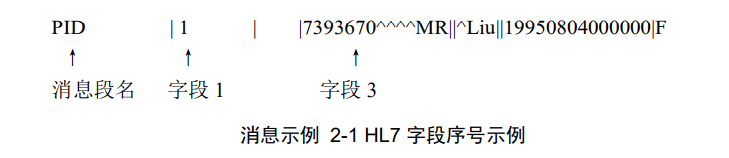 PID |1 | |7393670^^^^MR||^Liu||19950804000000|F
消息段名 字段 1 字段 3
消息示例 2-1 HL7 字段序号示例